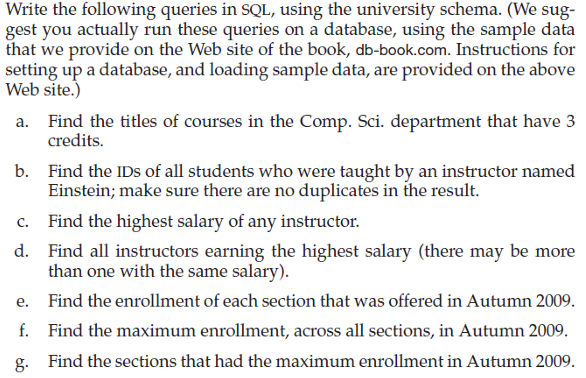 Write the following queries in SQL, using the university schema. (We sug-
gest you actually run these queries on a database, using the sample data
that we provide on the Web site of the book, db-book.com. Instructions for
setting up a database, and loading sample data, are provided on the above
Web site.)
a. Find the titles of courses in the Comp. Sci. department that have 3
credits.
b. Find the IDs of all students who were taught by an instructor named
Einstein; make sure there are no duplicates in the result.
c. Find the highest salary of any instructor.
d. Find all instructors earning the highest salary (there may be more
than one with the same salary).
e. Find the enrollment of each section that was offered in Autumn 2009.
f. Find the maximum enrollment, across all sections, in Autumn 2009.
g. Find the sections that had the maximum enrollment in Autumn 2009.